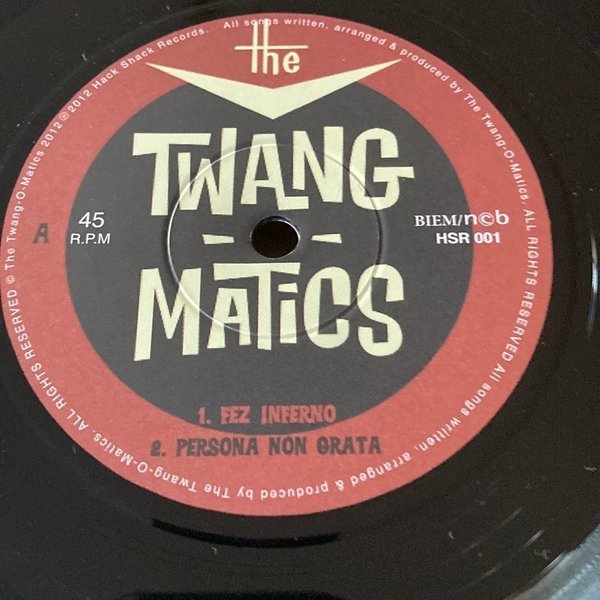 the
TWANG
-O-
MATiCS
A
45
R.P.M
BIEM/n©b
HSR 001
1. FEZ INFERNO
2. PERSONA NON GRATA
ALL RIGHTS RESERVED © The Twang-O-Matics 2012 ℗ 2012 Hack Shack Records. All songs written, arranged & produced by The Twang-O-Matics. ALL RIGHTS RESERVED All songs written, arranged & produced by The Twang-O-Matics.